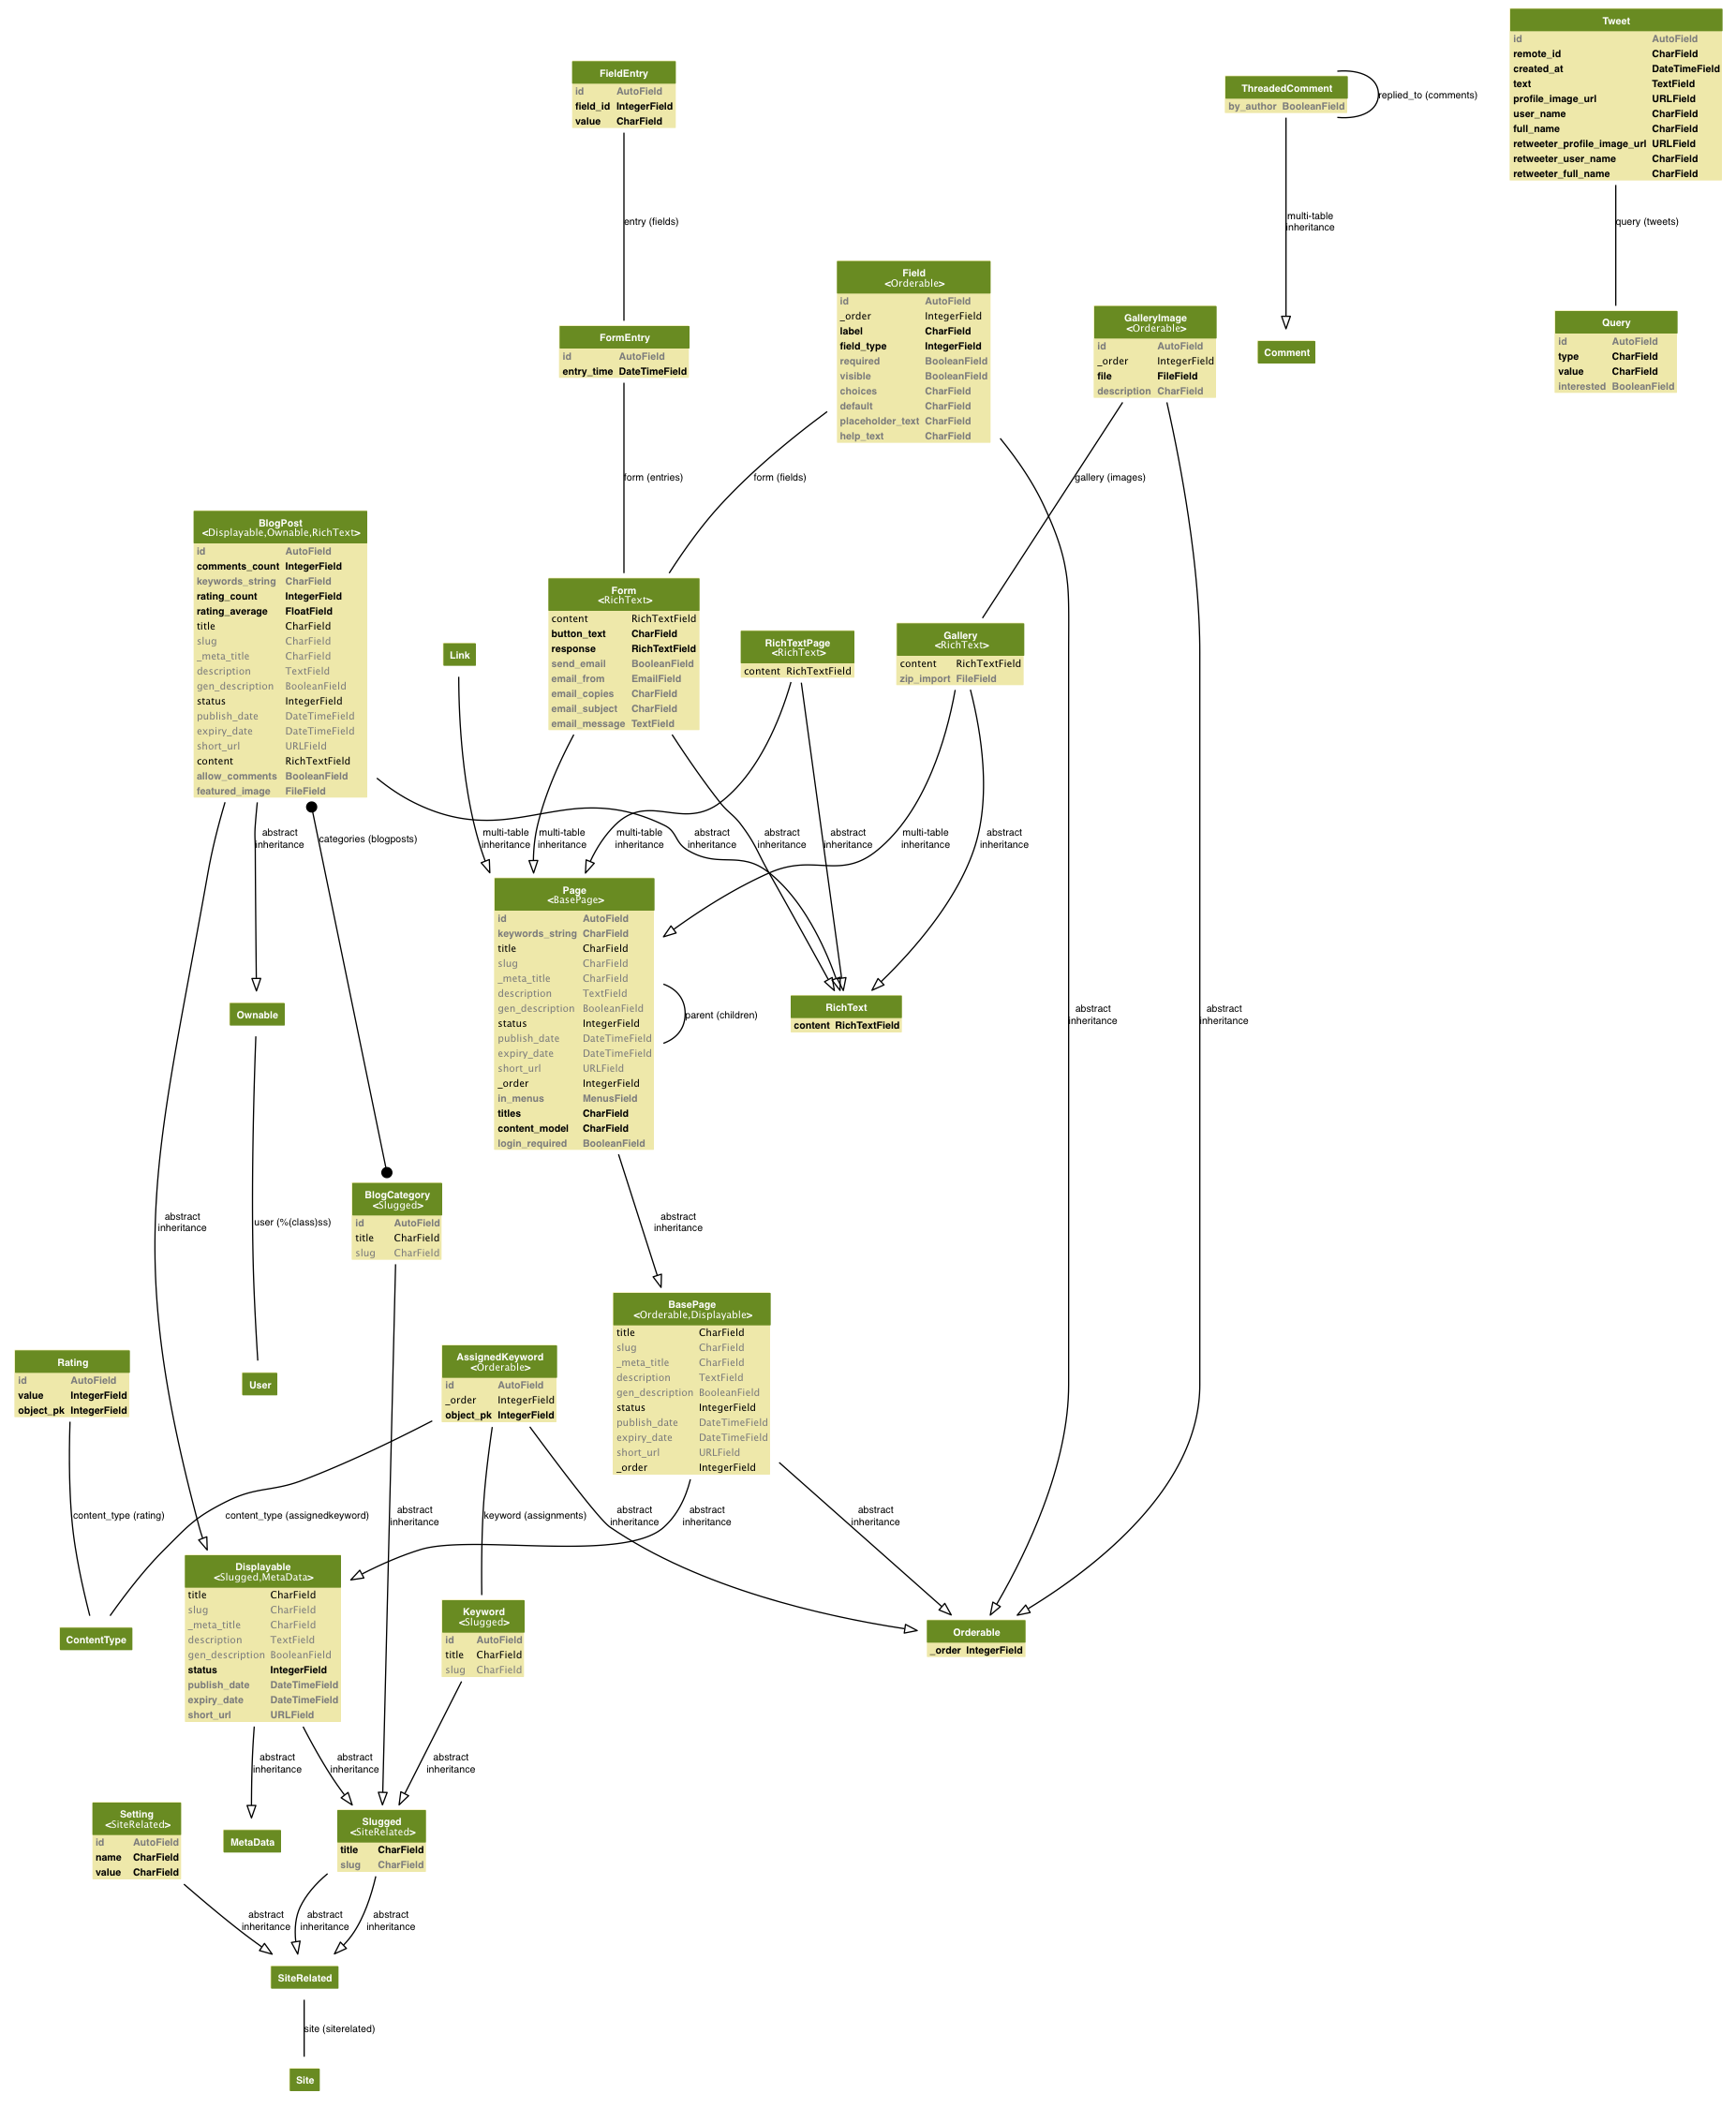 Tweet
id AutoField
remote_id CharField
created_at DateTimeField
text TextField
profile_image_url URLField
user_name CharField
full_name CharField
retweeter_profile_image_url URLField
retweeter_user_name CharField
retweeter_full_name CharField
FieldEntry
id AutoField
field_id IntegerField
value CharField
ThreadedComment
by_author BooleanField
replied_to (comments)
entry (fields)
multi-table
inheritance
query (tweets)
Field
<Orderable>
id AutoField
_order IntegerField
label CharField
field_type IntegerField
required BooleanField
visible BooleanField
choices CharField
default CharField
placeholder_text CharField
help_text CharField
GalleryImage
<Orderable>
id AutoField
_order IntegerField
file FileField
description CharField
FormEntry
id AutoField
entry_time DateTimeField
Comment
Query
id AutoField
type CharField
value CharField
interested BooleanField
form (entries)
form (fields)
gallery (images)
BlogPost
<Displayable,Ownable,RichText>
id AutoField
comments_count IntegerField
keywords_string CharField
rating_count IntegerField
rating_average FloatField
title CharField
slug CharField
_meta_title CharField
description TextField
gen_description BooleanField
status IntegerField
publish_date DateTimeField
expiry_date DateTimeField
short_url URLField
content RichTextField
allow_comments BooleanField
featured_image FileField
Link
Form
<RichText>
content RichTextField
button_text CharField
response RichTextField
send_email BooleanField
email_from EmailField
email_copies CharField
email_subject CharField
email_message TextField
RichTextPage
<RichText>
content RichTextField
Gallery
<RichText>
content RichTextField
zip_import FileField
abstract
inheritance
categories (blogposts)
multi-table
inheritance
multi-table
inheritance
multi-table
inheritance
abstract
inheritance
abstract
inheritance
abstract
inheritance
multi-table
inheritance
abstract
inheritance
Page
<BasePage>
id AutoField
keywords_string CharField
title CharField
slug CharField
_meta_title CharField
description TextField
gen_description BooleanField
status IntegerField
publish_date DateTimeField
expiry_date DateTimeField
short_url URLField
_order IntegerField
in_menus MenusField
titles CharField
content_model CharField
login_required BooleanField
parent (children)
Ownable
RichText
content RichTextField
abstract
inheritance
abstract
inheritance
abstract
inheritance
user (%(class)ss)
BlogCategory
<Slugged>
id AutoField
title CharField
slug CharField
abstract
inheritance
BasePage
<Orderable,Displayable>
title CharField
slug CharField
_meta_title CharField
description TextField
gen_description BooleanField
status IntegerField
publish_date DateTimeField
expiry_date DateTimeField
short_url URLField
_order IntegerField
Rating
id AutoField
value IntegerField
object_pk IntegerField
User
AssignedKeyword
<Orderable>
id AutoField
_order IntegerField
object_pk IntegerField
content_type (rating)
content_type (assignedkeyword)
abstract
inheritance
keyword (assignments)
abstract
inheritance
abstract
inheritance
abstract
inheritance
Displayable
<Slugged,MetaData>
title CharField
slug CharField
_meta_title CharField
description TextField
gen_description BooleanField
status IntegerField
publish_date DateTimeField
expiry_date DateTimeField
short_url URLField
ContentType
Keyword
<Slugged>
id AutoField
title CharField
slug CharField
Orderable
_order IntegerField
abstract
inheritance
abstract
inheritance
abstract
inheritance
Setting
<SiteRelated>
id AutoField
name CharField
value CharField
MetaData
Slugged
<SiteRelated>
title CharField
slug CharField
abstract
inheritance
abstract
inheritance
abstract
inheritance
SiteRelated
site (siterelated)
Site